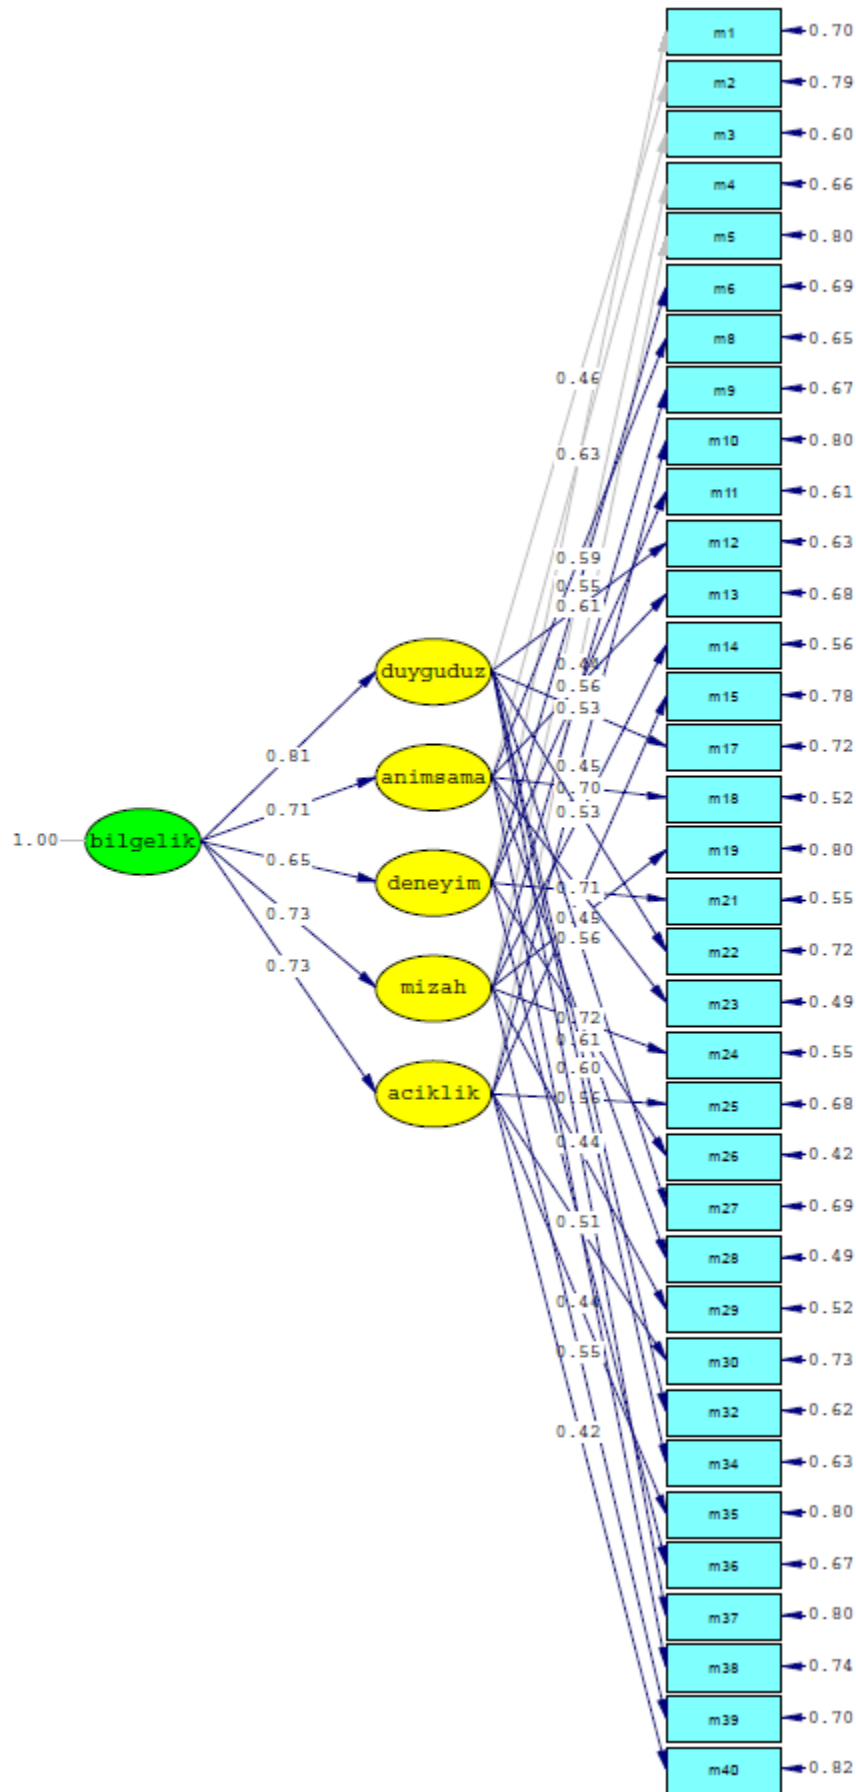 m1 0.70
m2 0.79
m3 0.60
m4 0.66
m5 0.80
m6 0.69
m8 0.65
0.46 m9 0.67
m10 0.80
0.63
m11 0.61
m12 0.63
0.59
0.55 m13 0.68
0.61
m14 0.56
duyguduz
0.56 m15 0.78
0.53
m17 0.72
0.81
0.45
animsama
0.70 m18 0.52
0.71
0.53
1.00 bilgelik m19 0.80
0.65
deneyim 0.71 m21 0.55
0.73 0.45
0.56
m22 0.72
0.73
mizah m23 0.49
0.72
0.61 m24 0.55
0.60
aciklik 0.56 m25 0.68
0.44 m26 0.42
m27 0.69
0.51
m28 0.49
0.44 m29 0.52
0.55 m30 0.73
m32 0.62
0.42
m34 0.63
m35 0.80
m36 0.67
m37 0.80
m38 0.74
m39 0.70
m40 0.82